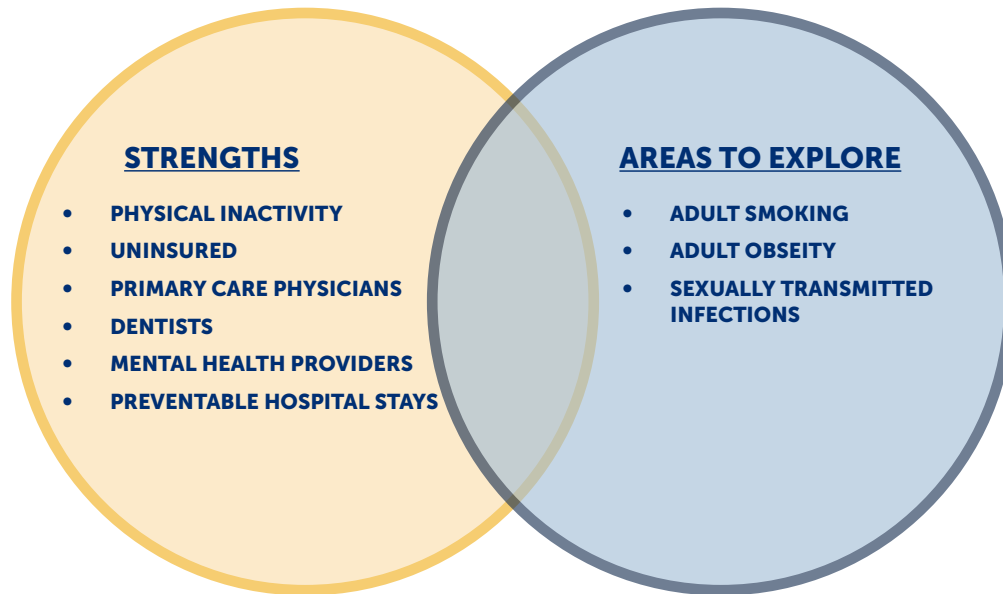 STRENGTHS
• PHYSICAL INACTIVITY
• UNINSURED
• PRIMARY CARE PHYSICIANS
• DENTISTS
• MENTAL HEALTH PROVIDERS
• PREVENTABLE HOSPITAL STAYS
AREAS TO EXPLORE
• ADULT SMOKING
• ADULT OBSEITY
• SEXUALLY TRANSMITTED
INFECTIONS